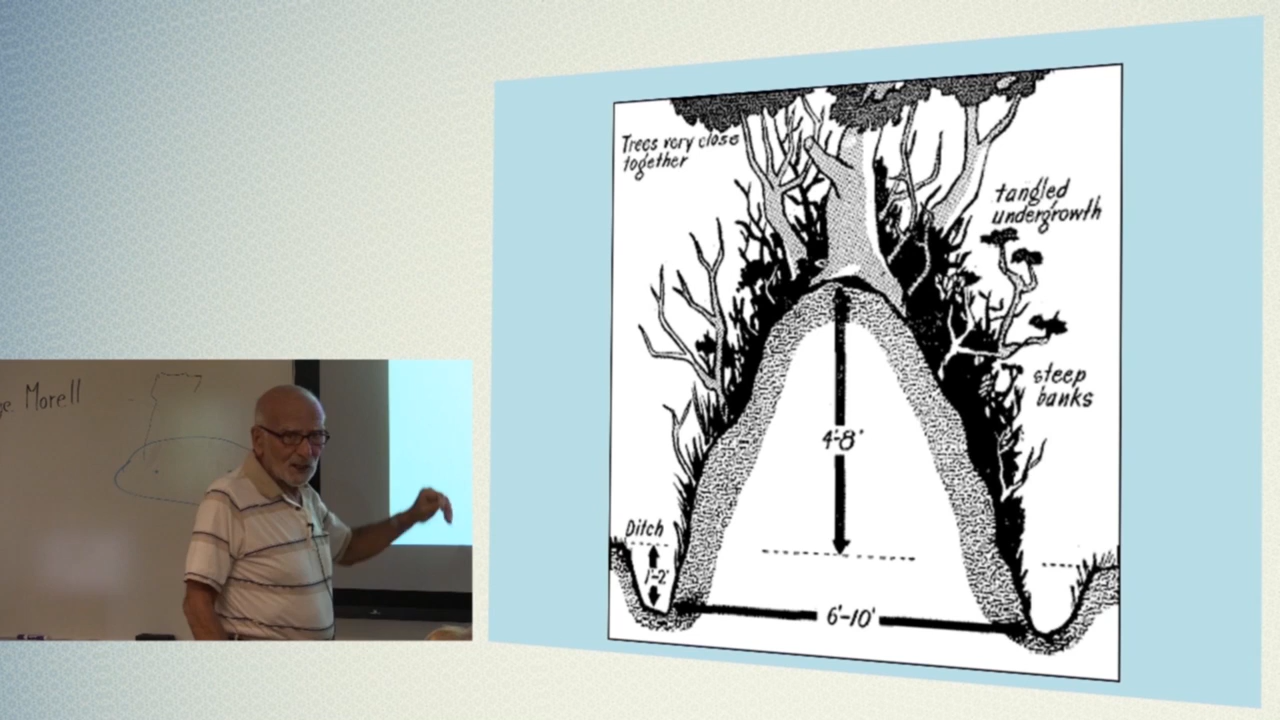 Morell
Trees very close
together
tangled
undergrowth
steep
banks
4'-8'
Ditch
1'-2'
6'-10'